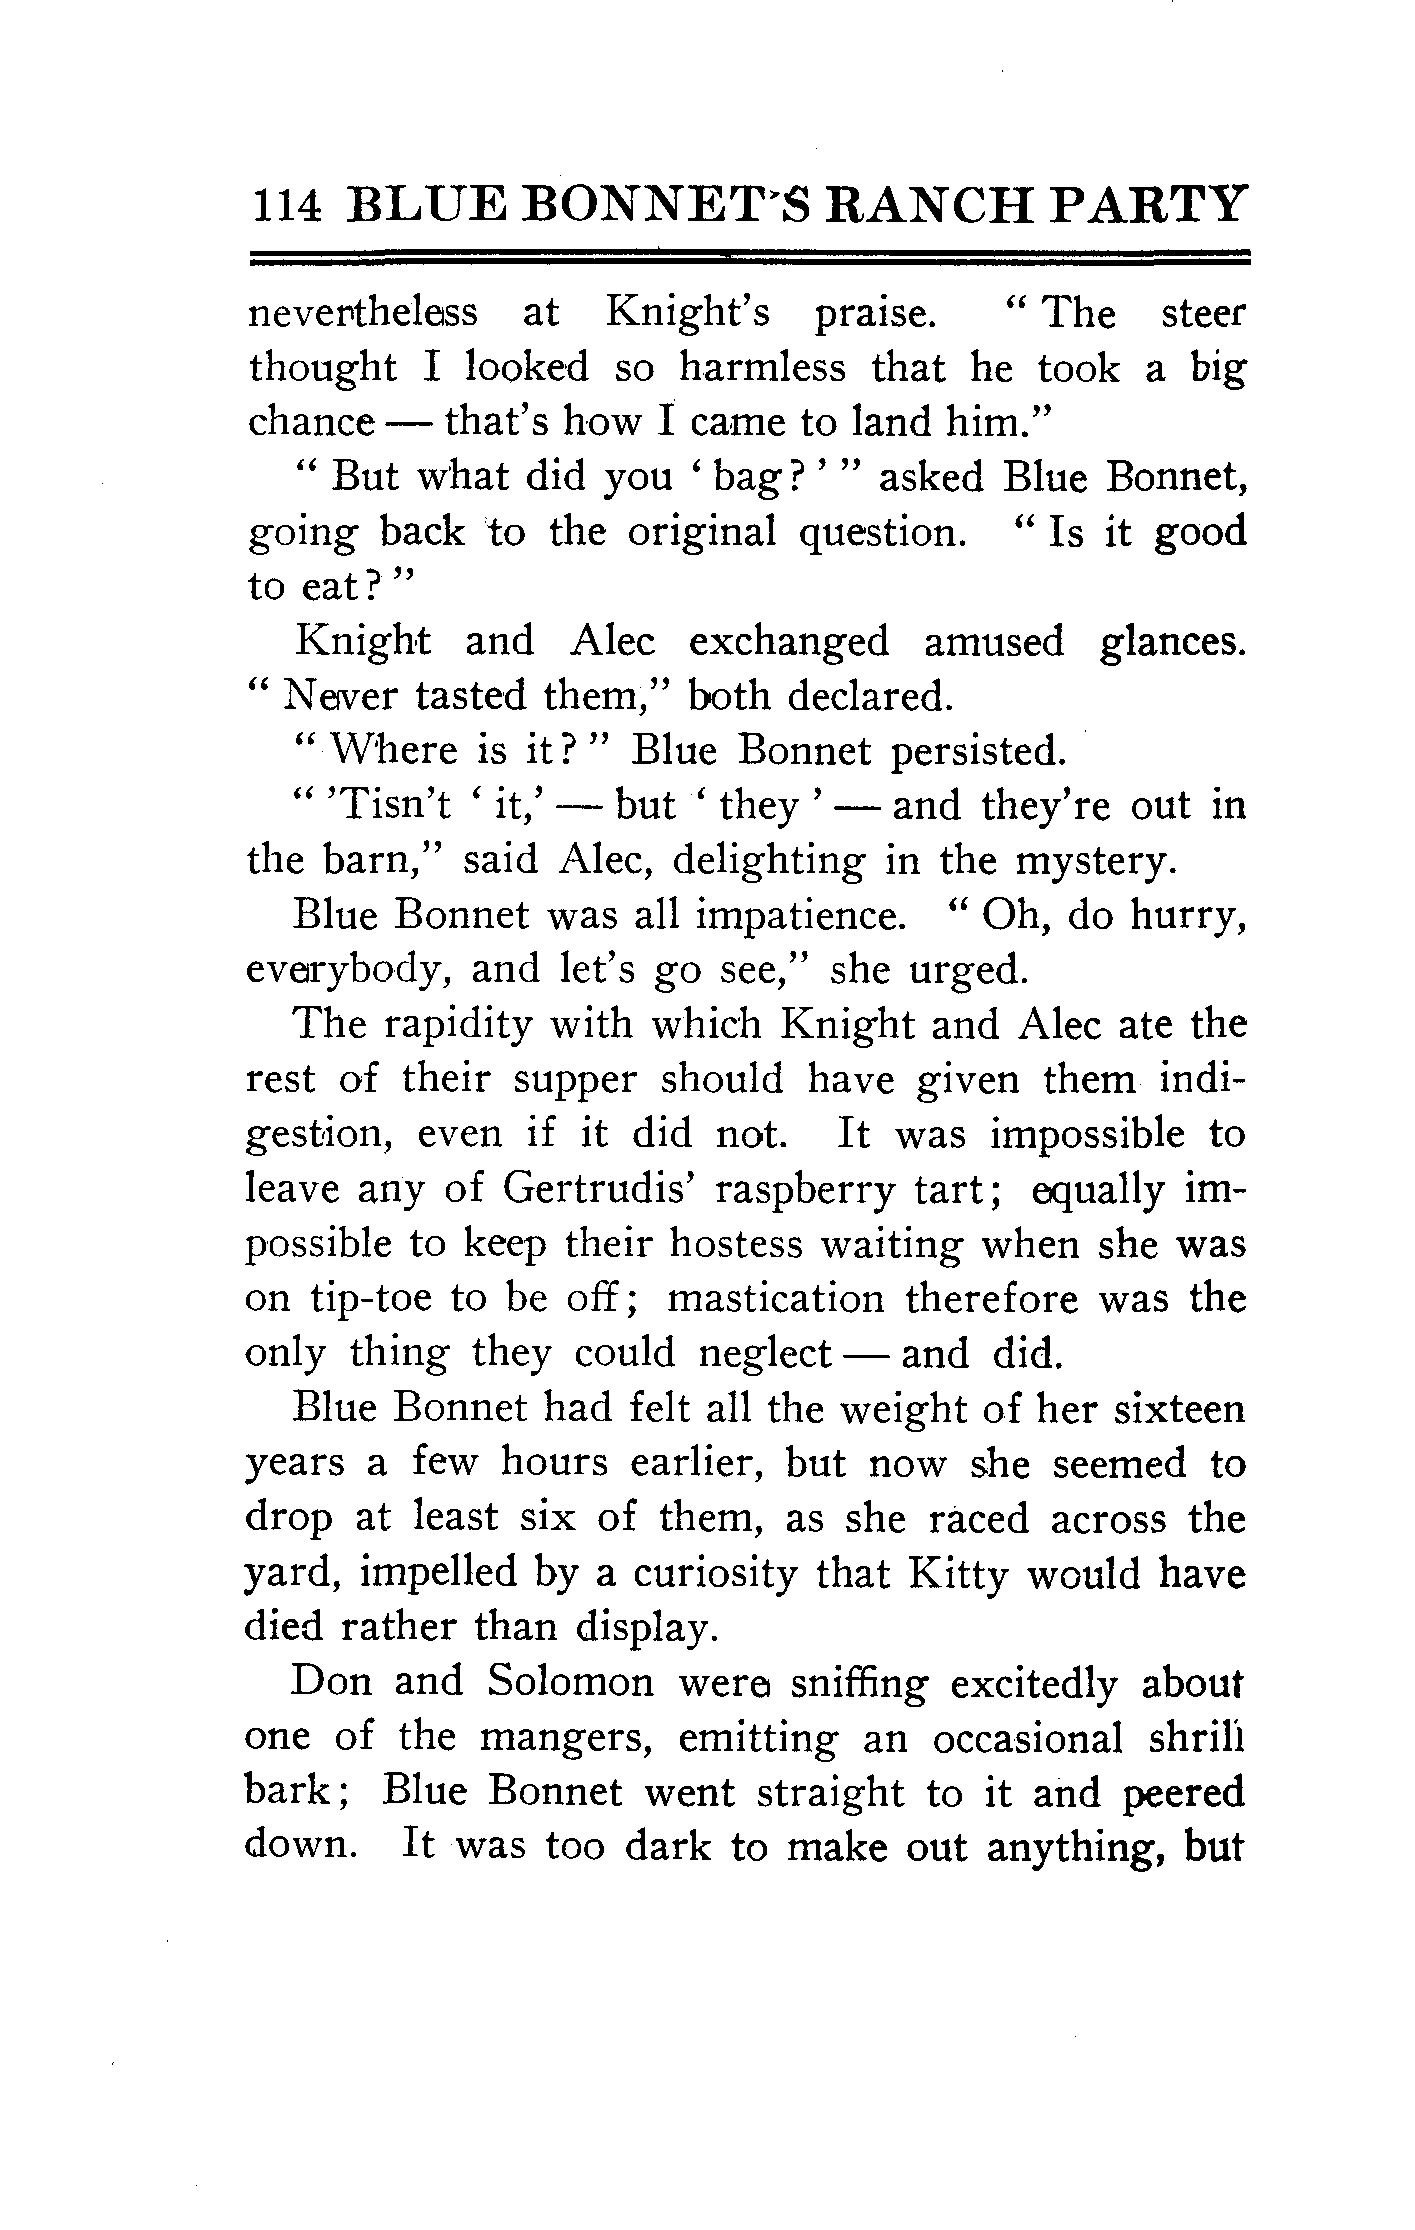 114 BLUE BONNET'S RANCH PARTY
nevertheless at Knight's praise. " The steer
thought I looked so harmless that he took a big
chance — that's how I came to land him."
" But what did you ' bag? ' " asked Blue Bonnet,
going back to the original question. " Is it good
to eat? "
Knight and Alec exchanged amused glances.
" Never tasted them," both declared.
" Where is it? " Blue Bonnet persisted.
" 'Tisn't ' it,' — but ' they ' — and they're out in
the barn," said Alec, delighting in the mystery.
Blue Bonnet was all impatience. " Oh, do hurry,
everybody, and let's go see," she urged.
The rapidity with which Knight and Alec ate the
rest of their supper should have given them indi-
gestion, even if it did not. It was impossible to
leave any of Gertrudis' raspberry tart; equally im-
possible to keep their hostess waiting when she was
on tip-toe to be off; mastication therefore was the
only thing they could neglect — and did.
Blue Bonnet had felt all the weight of her sixteen
years a few hours earlier, but now she seemed to
drop at least six of them, as she raced across the
yard, impelled by a curiosity that Kitty would have
died rather than display.
Don and Solomon were sniffing excitedly about
one of the mangers, emitting an occasional shrill
bark; Blue Bonnet went straight to it and peered
down. It was too dark to make out anything, but